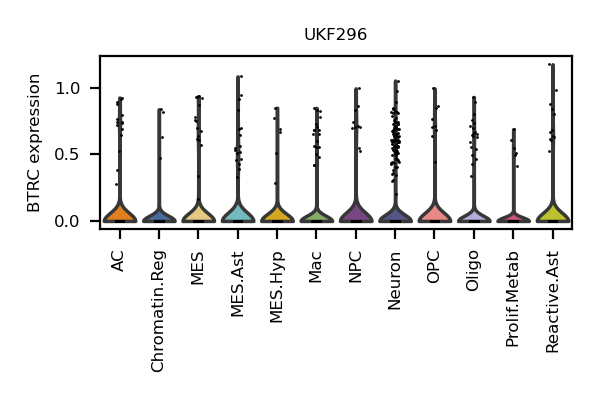 UKF296
BTRC expression
1.0
0.5
0.0
AC
Chromatin.Reg
MES
MES.Ast
MES.Hyp
Mac
NPC
Neuron
OPC
Oligo
Prolif.Metab
Reactive.Ast